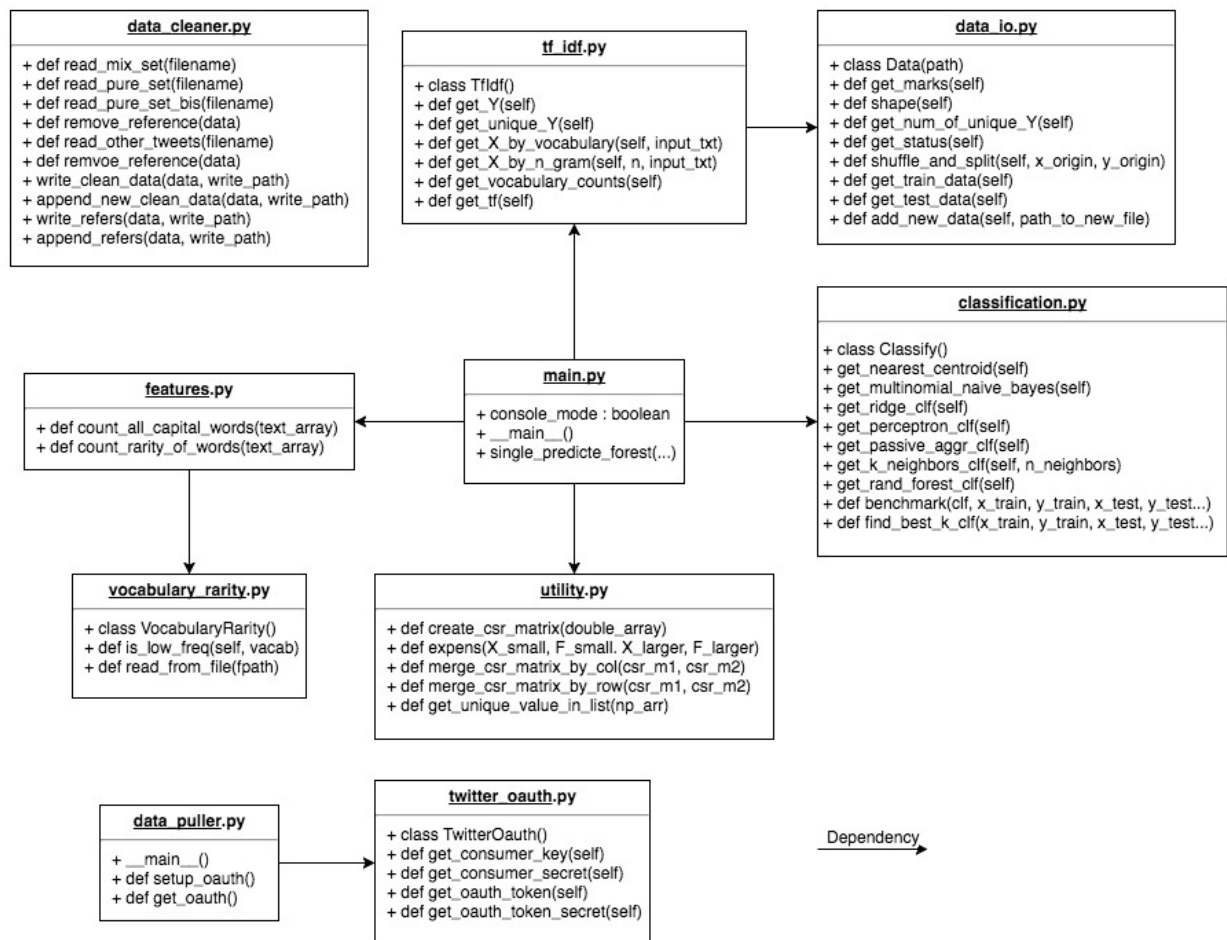 data_cleaner.py
+ def read_mix_set(filename)
+ def read_pure_set(filename)
+ def read_pure_set_bis(filename)
+ def remove_reference(data)
+ def read_other_tweets(filename)
+ def remvoe_reference(data)
+ write_clean_data(data, write_path)
+ append_new_clean_data(data, write_path)
+ write_refers(data, write_path)
+ append_refers(data, write_path)
tf_idf.py
+ class TfIdf()
+ def get_Y(self)
+ def get_unique_Y(self)
+ def get_X_by_vocabulary(self, input_txt)
+ def get_X_by_n_gram(self, n, input_txt)
+ def get_vocabulary_counts(self)
+ def get_tf(self)
data_io.py
+ class Data(path)
+ def get_marks(self)
+ def shape(self)
+ def get_num_of_unique_Y(self)
+ def get_status(self)
+ def shuffle_and_split(self, x_origin, y_origin)
+ def get_train_data(self)
+ def get_test_data(self)
+ def add_new_data(self, path_to_new_file)
features.py
+ def count_all_capital_words(text_array)
+ def count_rarity_of_words(text_array)
main.py
+ console_mode : boolean
+ __main__()
+ single_predicte_forest(...)
classification.py
+ class Classify()
+ get_nearest_centroid(self)
+ get_multinomial_naive_bayes(self)
+ get_ridge_clf(self)
+ get_perceptron_clf(self)
+ get_passive_aggr_clf(self)
+ get_k_neighbors_clf(self, n_neighbors)
+ get_rand_forest_clf(self)
+ def benchmark(clf, x_train, y_train, x_test, y_test...)
+ def find_best_k_clf(x_train, y_train, x_test, y_test...)
vocabulary_rarity.py
+ class VocabularyRarity()
+ def is_low_freq(self, vacab)
+ def read_from_file(fpath)
utility.py
+ def create_csr_matrix(double_array)
+ def expens(X_small, F_small. X_larger, F_larger)
+ def merge_csr_matrix_by_col(csr_m1, csr_m2)
+ def merge_csr_matrix_by_row(csr_m1, csr_m2)
+ def get_unique_value_in_list(np_arr)
data_puller.py
+ __main__()
+ def setup_oauth()
+ def get_oauth()
twitter_oauth.py
+ class TwitterOauth()
+ def get_consumer_key(self)
+ def get_consumer_secret(self)
+ def get_oauth_token(self)
+ def get_oauth_token_secret(self)
Dependency